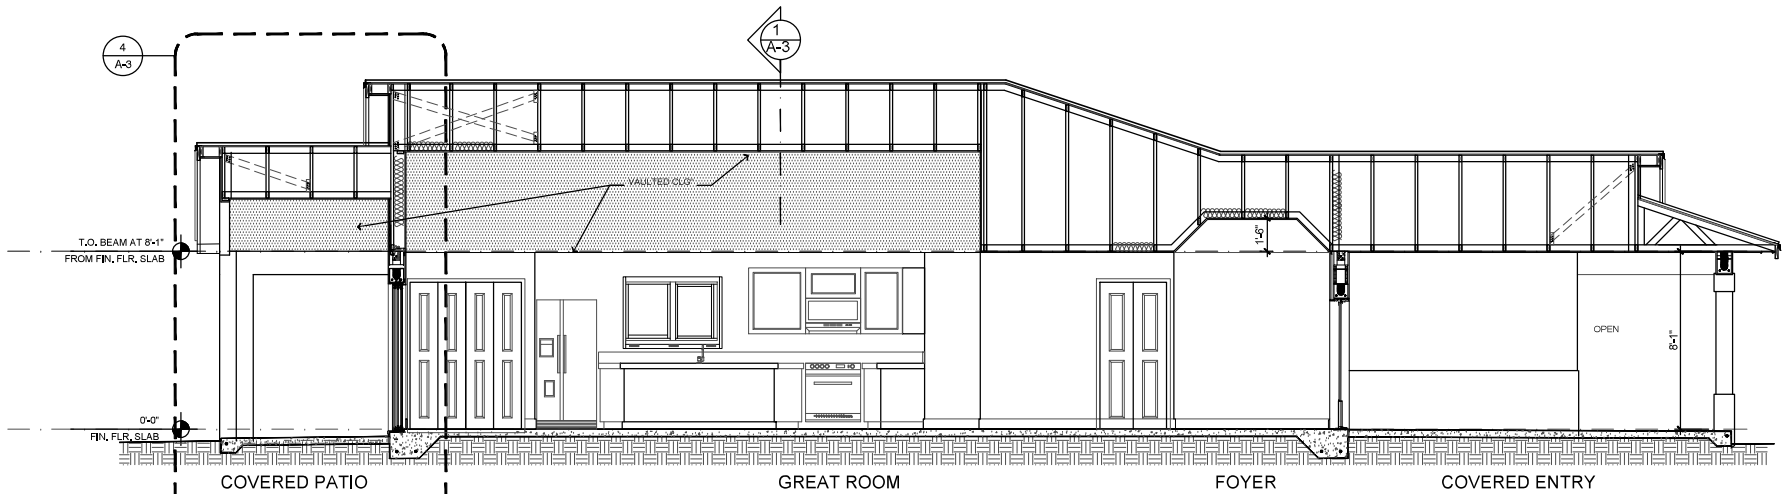 1
A-3
4
A-3
VAULTED CLG"
T.O. BEAM AT 8'-1"
FROM FIN. FLR. SLAB
1'-6"
OPEN
8'-1"
0'-0"
FIN. FLR. SLAB
COVERED PATIO
GREAT ROOM
FOYER
COVERED ENTRY